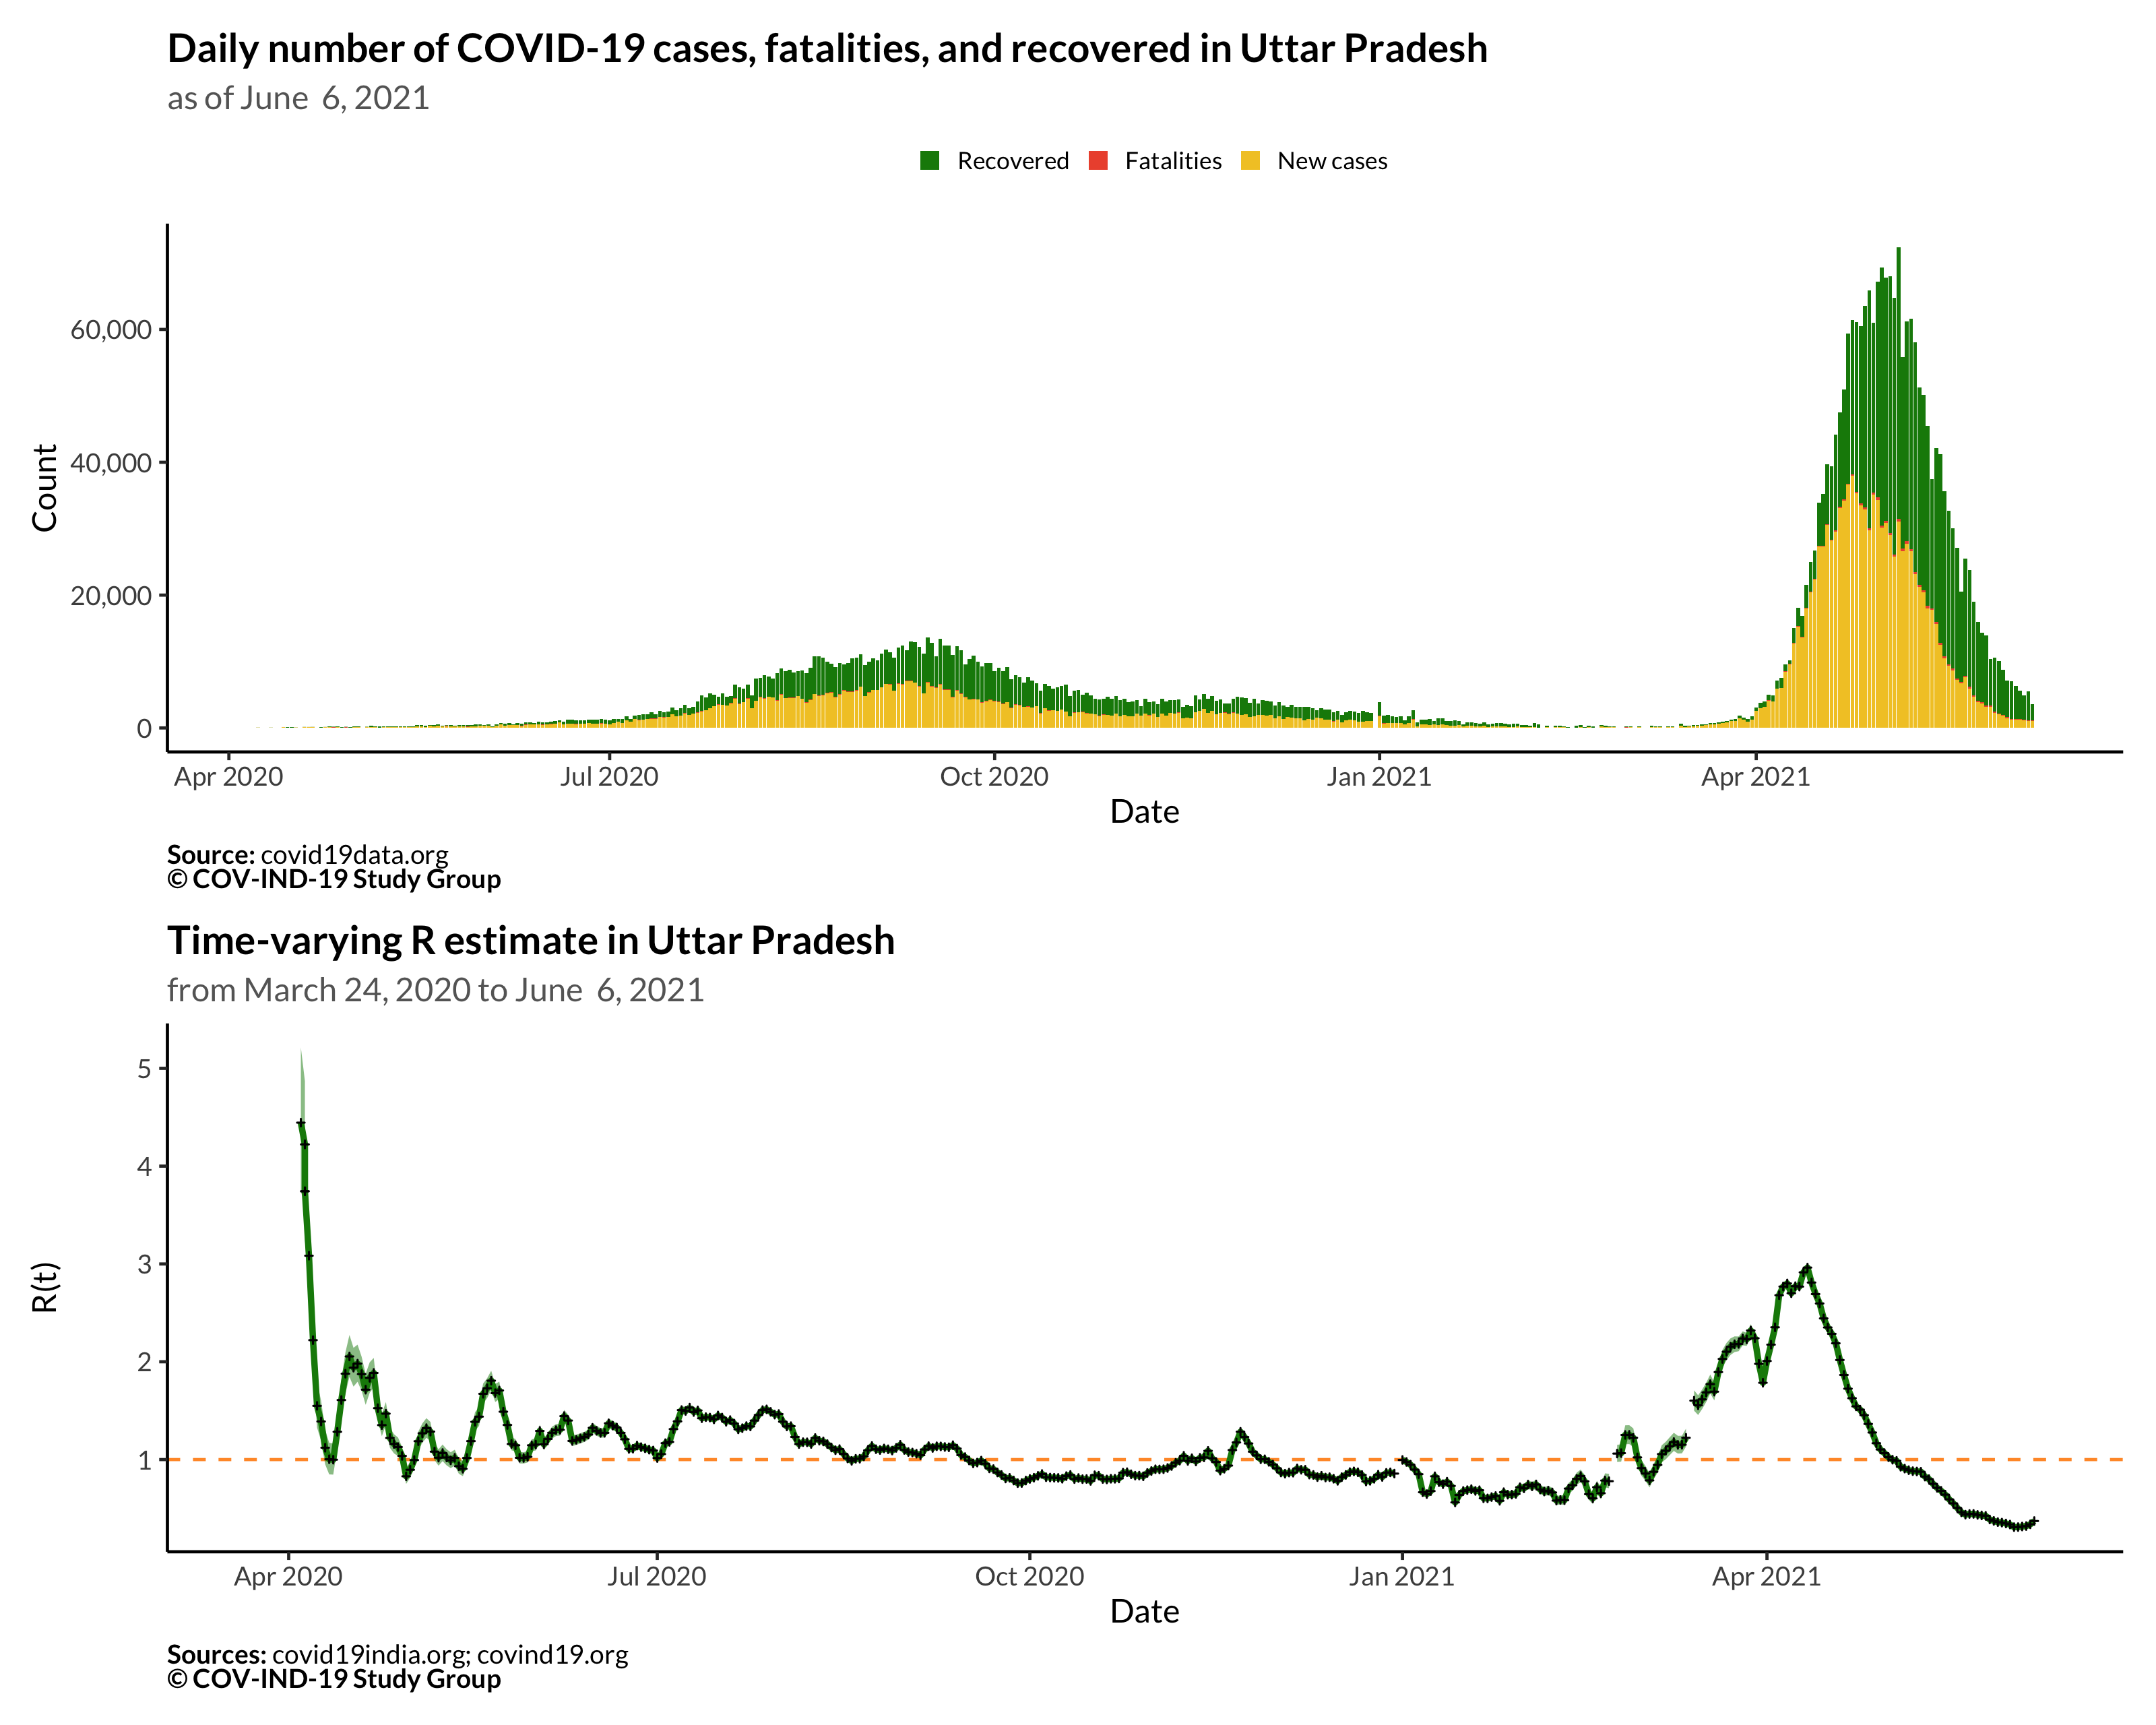 Daily number of COVID-19 cases, fatalities, and recovered in Uttar Pradesh
as of June  6, 2021
Recovered Fatalities New cases
Count
60,000
40,000
20,000
0
Apr 2020 Jul 2020 Oct 2020 Jan 2021 Apr 2021
Date
Source: covid19data.org
© COV-IND-19 Study Group
Time-varying R estimate in Uttar Pradesh
from March 24, 2020 to June  6, 2021
R(t)
5
4
3
2
1
Apr 2020 Jul 2020 Oct 2020 Jan 2021 Apr 2021
Date
Sources: covid19india.org; covind19.org
© COV-IND-19 Study Group